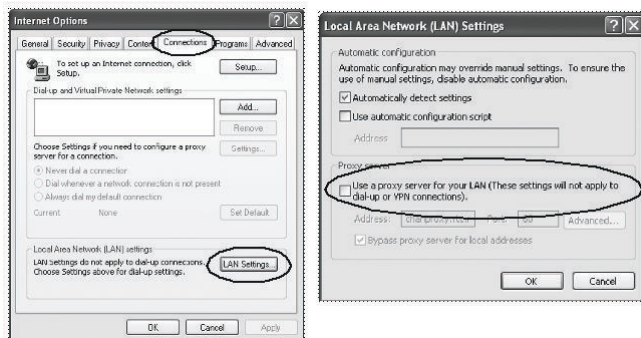 Internet Options
General Security Privacy Content Connections Programs Advanced
To set up an Internet connection, click
Setup.
Setup...
Dial-up and Virtual Private Network settings
Add...
Remove
Choose Settings if you need to configure a proxy
server for a connection.
Settings...
Never dial a connection
Dial whenever a network connection is not present
Always dial my default connection
Current None
Set Default
Local Area Network (LAN) settings
LAN Settings do not apply to dial-up connections.
Choose Settings above for dial-up settings.
LAN Settings...
OK Cancel Apply
Local Area Network (LAN) Settings
Automatic configuration
Automatic configuration may override manual settings. To ensure the
use of manual settings, disable automatic configuration.
Automatically detect settings
Use automatic configuration script
Address
Proxy server
Use a proxy server for your LAN (These settings will not apply to
dial-up or VPN connections).
Address: Port: 80 Advanced...
Bypass proxy server for local addresses
OK Cancel